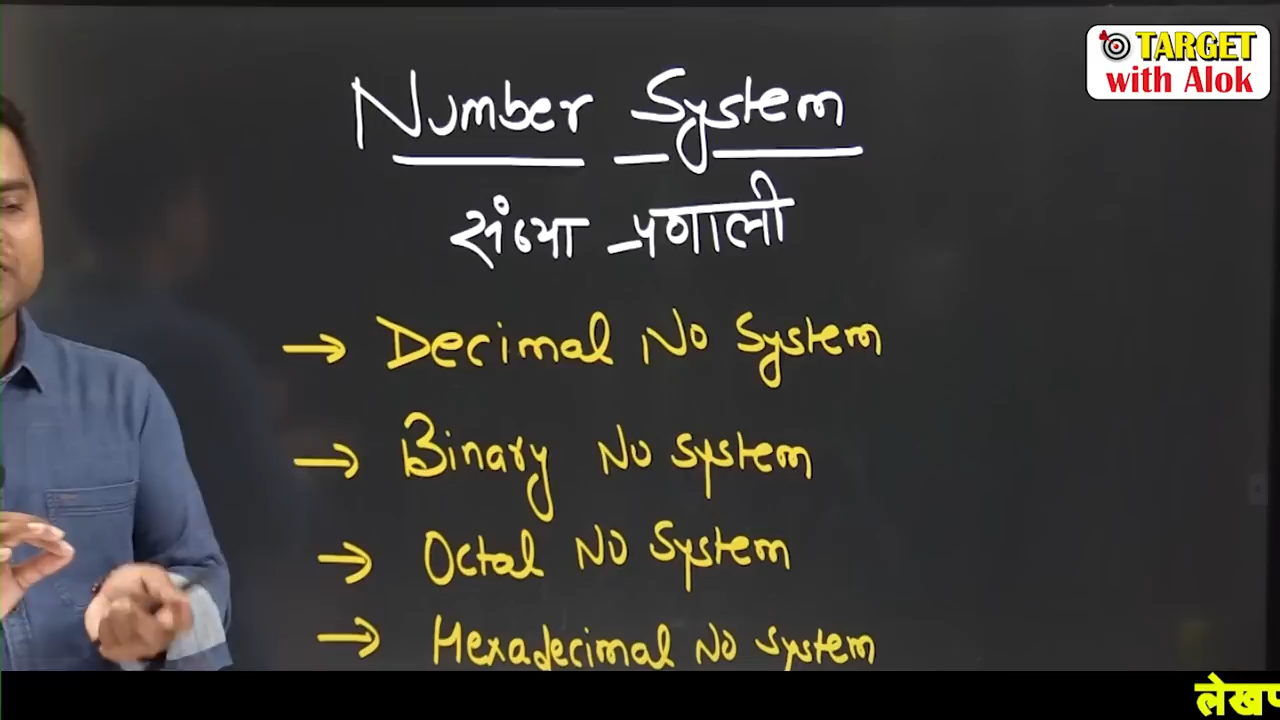 TARGET
with Alok
Number System
संख्या प्रणाली
→ Decimal No System
→ Binary No System
→ Octal No System
→ Hexadecimal No System